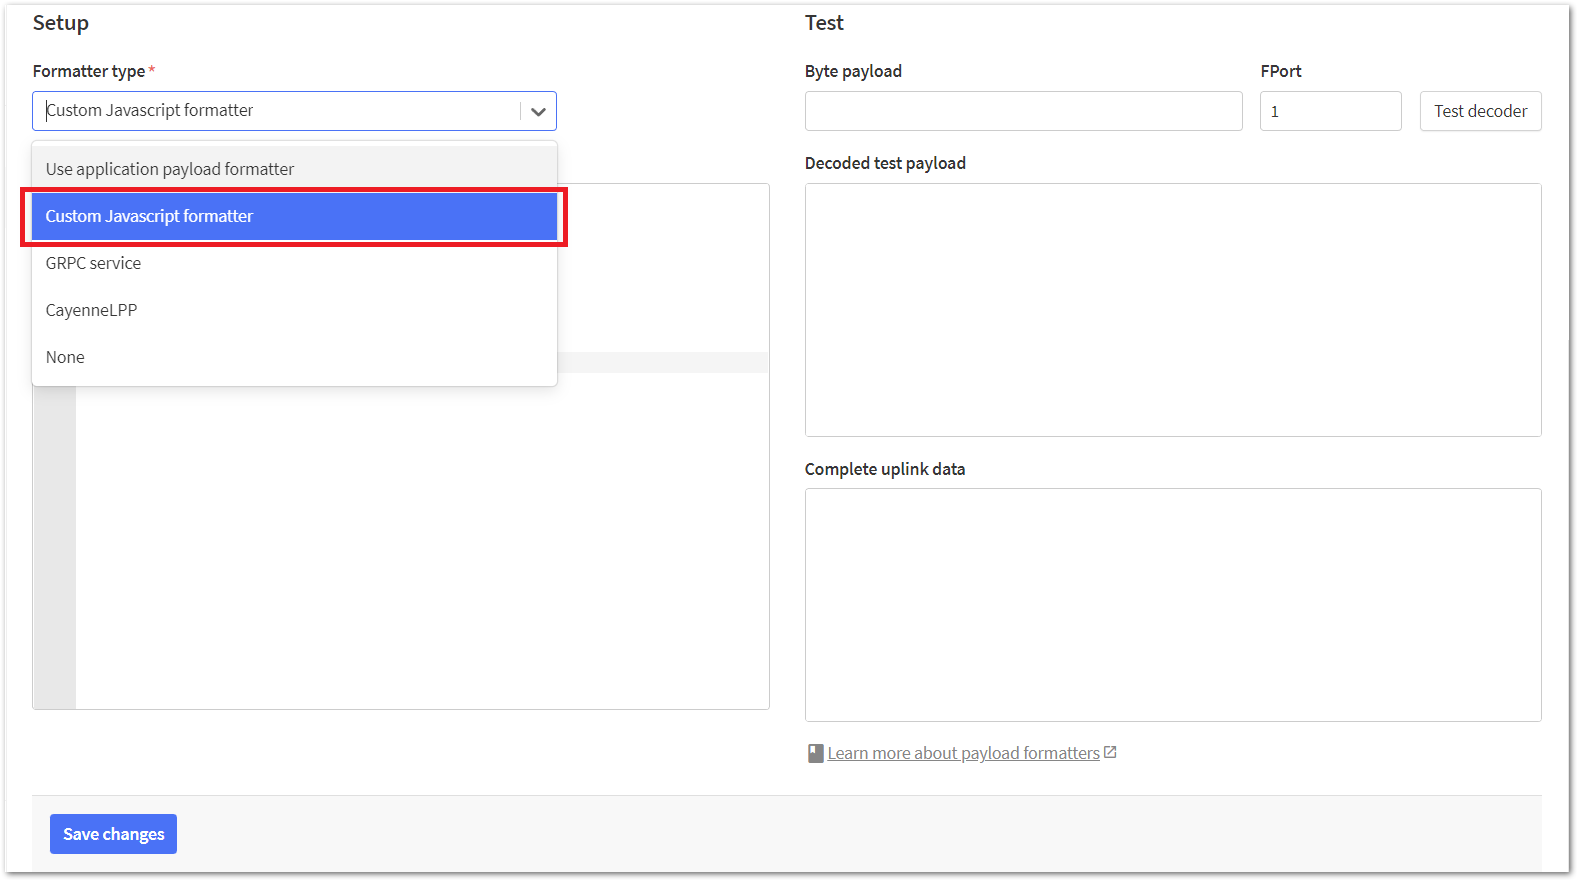 Setup
Formatter type *
Custom Javascript formatter
Use application payload formatter
Custom Javascript formatter
GRPC service
CayenneLPP
None
Test
Byte payload
FPort
1
Test decoder
Decoded test payload
Complete uplink data
Learn more about payload formatters
Save changes